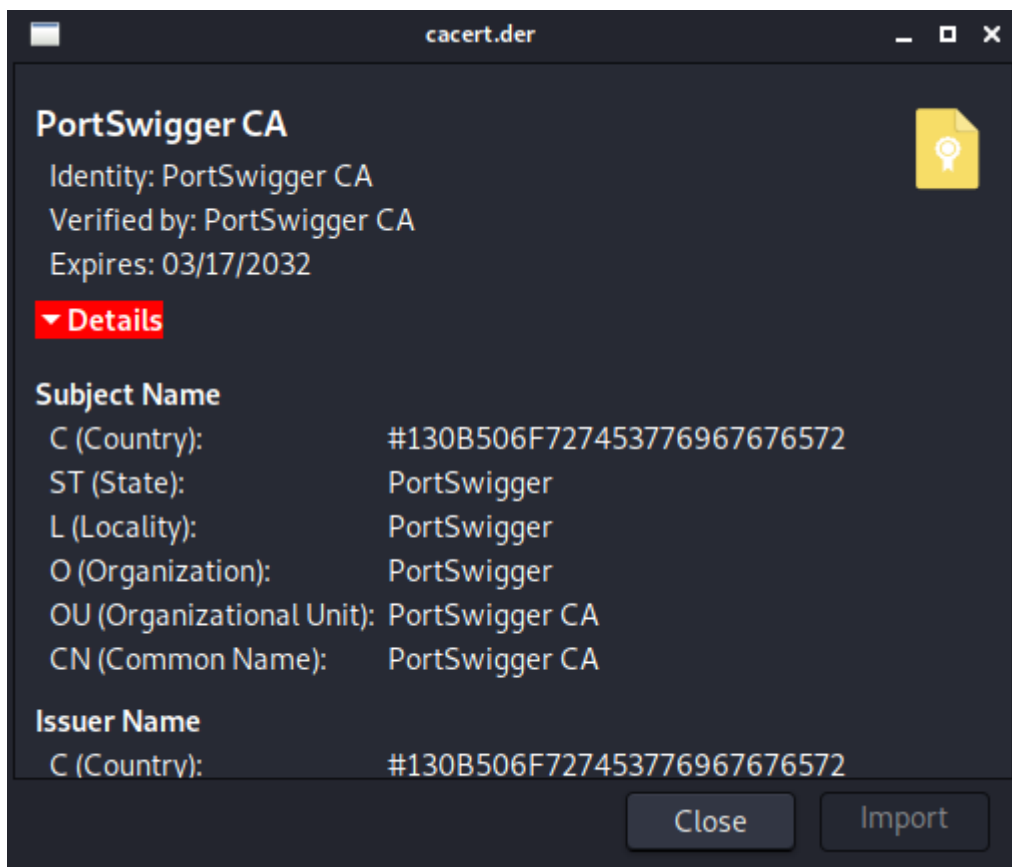 cacert.der
PortSwigger CA
Identity: PortSwigger CA
Verified by: PortSwigger CA
Expires: 03/17/2032
Details
Subject Name
C (Country): #130B506F727453776967676572
ST (State): PortSwigger
L (Locality): PortSwigger
O (Organization): PortSwigger
OU (Organizational Unit): PortSwigger CA
CN (Common Name): PortSwigger CA
Issuer Name
C (Country): #130B506F727453776967676572
Close Import